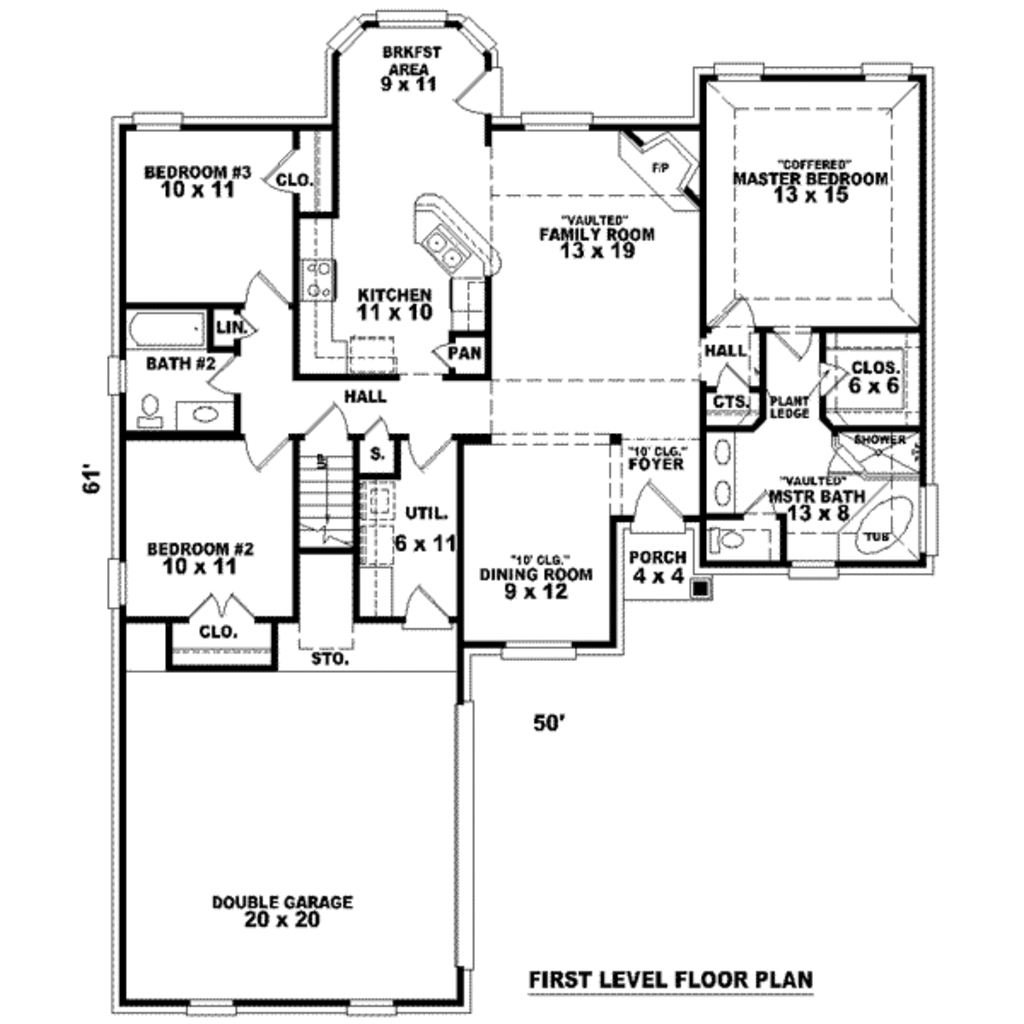 BRKFST
AREA
9 x 11
BEDROOM #3
10 x 11
CLO.
F/P
"COFFERED"
MASTER BEDROOM
13 x 15
"VAULTED"
FAMILY ROOM
13 x 19
KITCHEN
11 x 10
LIN.
BATH #2
PAN
HALL
HALL
CLOS.
6 x 6
CTS.
PLANT
LEDGE
UP
S.
"10' CLG."
FOYER
SHOWER
"VAULTED"
MSTR BATH
13 x 8
TUB
61'
UTIL.
6 x 11
BEDROOM #2
10 x 11
"10' CLG."
DINING ROOM
9 x 12
PORCH
4 x 4
CLO.
STO.
50'
DOUBLE GARAGE
20 x 20
FIRST LEVEL FLOOR PLAN